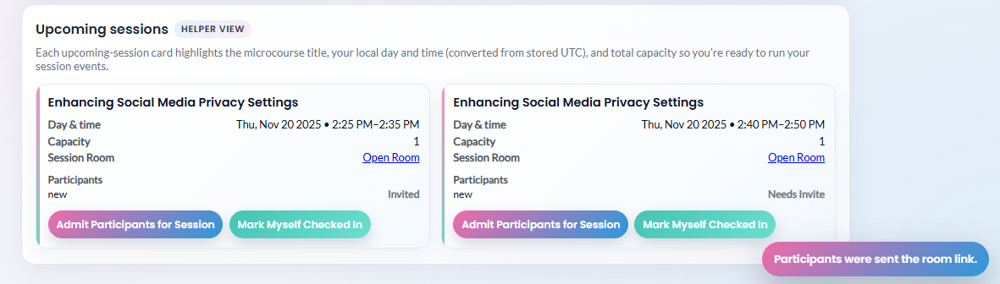 Upcoming sessions HELPER VIEW
Each upcoming-session card highlights the microcourse title, your local day and time (converted from stored UTC), and total capacity so you're ready to run your
session events.
Enhancing Social Media Privacy Settings
Day & time Thu, Nov 20 2025 • 2:25 PM–2:35 PM
Capacity 1
Session Room Open Room
Participants
new Invited
Admit Participants for Session Mark Myself Checked In
Enhancing Social Media Privacy Settings
Day & time Thu, Nov 20 2025 • 2:40 PM–2:50 PM
Capacity 1
Session Room Open Room
Participants
new Needs Invite
Admit Participants for Session Mark Myself Checked In
Participants were sent the room link.